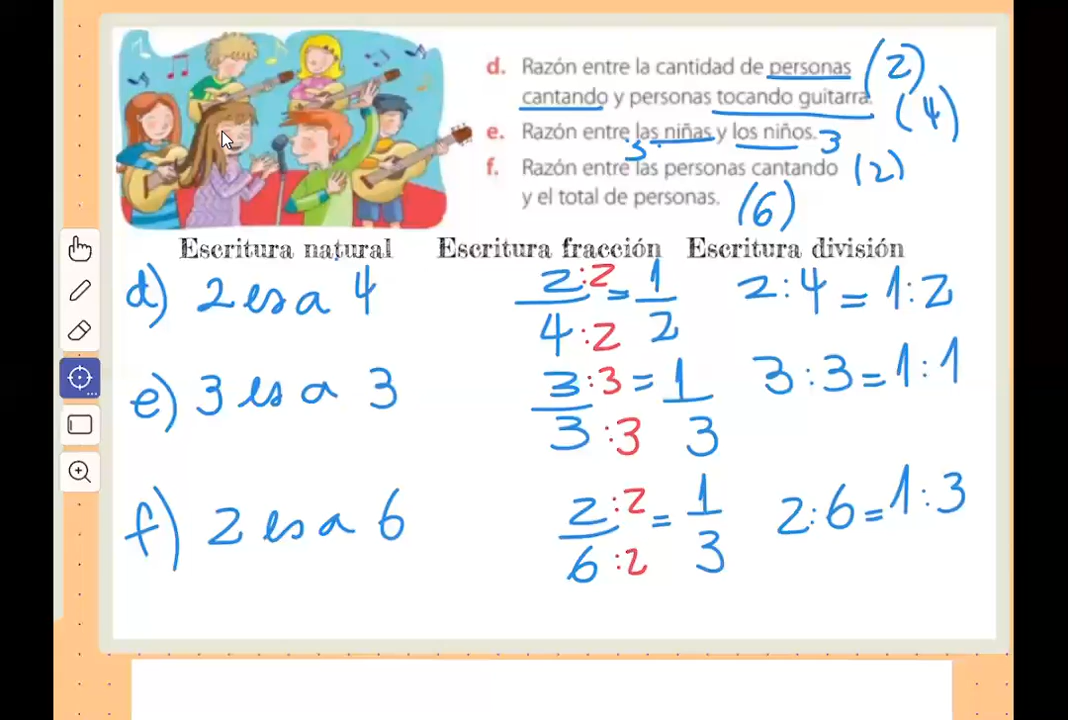 d. Razón entre la cantidad de personas (2)
cantando y personas tocando guitarra. (4)
e. Razón entre las niñas y los niños. 3
3
f. Razón entre las personas cantando (2)
y el total de personas. (6)
Escritura natural Escritura fracción Escritura división
d) 2 es a 4 2:2/4:2 = 1/2 2:4 = 1:2
e) 3 es a 3 3:3/3:3 = 1/3 3:3 = 1:1
f) 2 es a 6 2:2/6:2 = 1/3 2:6 = 1:3